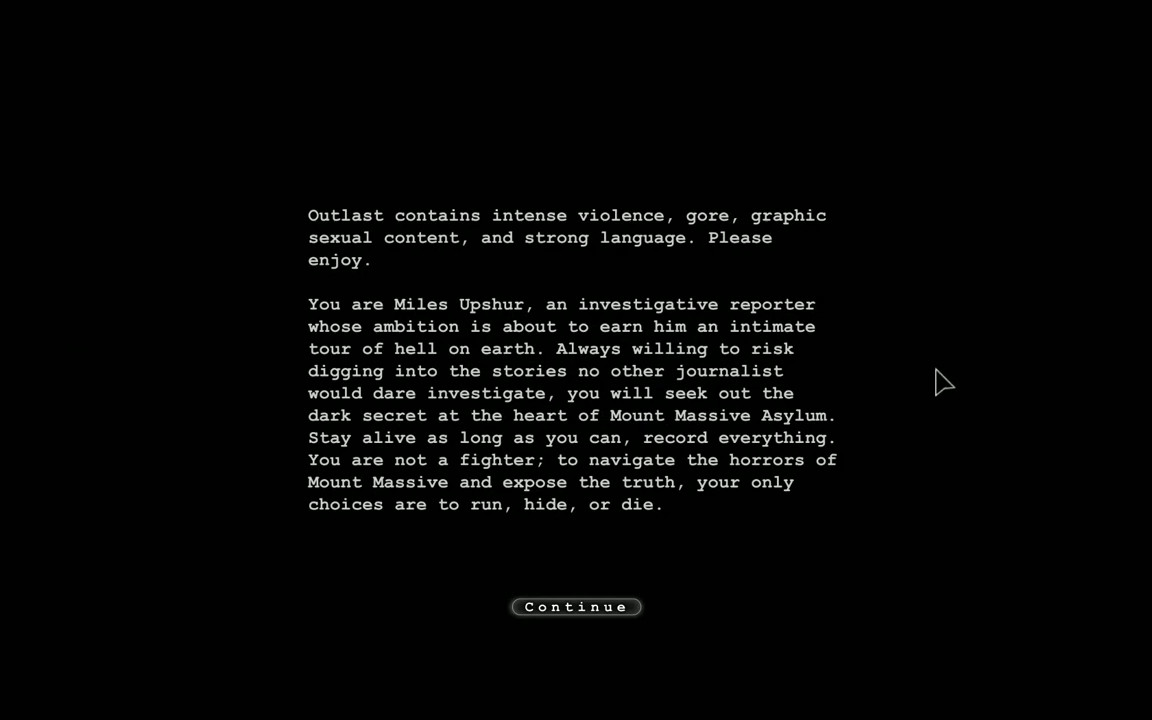 Outlast contains intense violence, gore, graphic
sexual content, and strong language. Please
enjoy.
You are Miles Upshur, an investigative reporter
whose ambition is about to earn him an intimate
tour of hell on earth. Always willing to risk
digging into the stories no other journalist
would dare investigate, you will seek out the
dark secret at the heart of Mount Massive Asylum.
Stay alive as long as you can, record everything.
You are not a fighter; to navigate the horrors of
Mount Massive and expose the truth, your only
choices are to run, hide, or die.
Continue